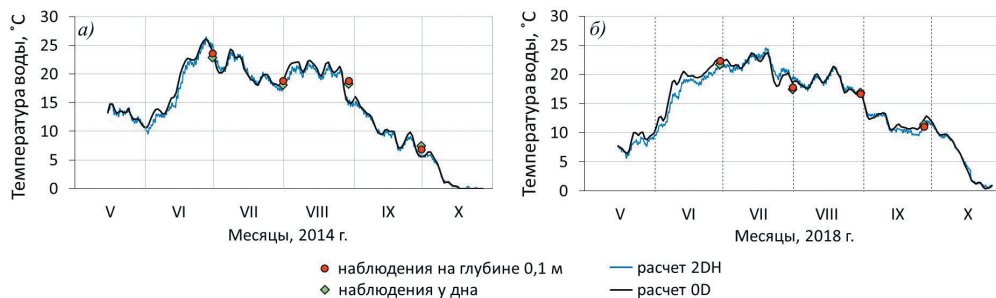 а)
Температура воды, ˚C
30
25
20
15
10
5
0
V VI VII VIII IX X
Месяцы, 2014 г.
б)
Температура воды, ˚C
30
25
20
15
10
5
0
V VI VII VIII IX X
Месяцы, 2018 г.
наблюдения на глубине 0,1 м
наблюдения у дна
расчет 2DH
расчет 0D